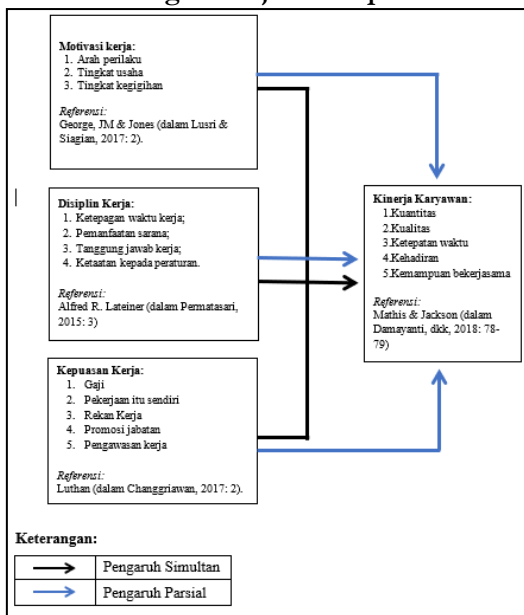 Motivasi kerja:
1. Arah perilaku
2. Tingkat usaha
3. Tingkat kegigihan
Referensi:
George, JM & Jones (dalam Lusri &
Siagian, 2017: 2).
Disiplin Kerja:
1. Ketepagan waktu kerja;
2. Pemanfaatan sarana;
3. Tanggung jawab kerja;
4. Ketaatan kepada peraturan.
Referensi:
Alfred R. Lateiner (dalam Permatasari,
2015: 3)
Kepuasan Kerja:
1. Gaji
2. Pekerjaan itu sendiri
3. Rekan Kerja
4. Promosi jabatan
5. Pengawasan kerja
Referensi:
Luthan (dalam Changgriawan, 2017: 2).
Kinerja Karyawan:
1.Kuantitas
2.Kualitas
3.Ketepatan waktu
4.Kehadiran
5.Kemampuan bekerjasama
Referensi:
Mathis & Jackson (dalam
Damayanti, dkk, 2018: 78-
79)
Keterangan:
Pengaruh Simultan
Pengaruh Parsial